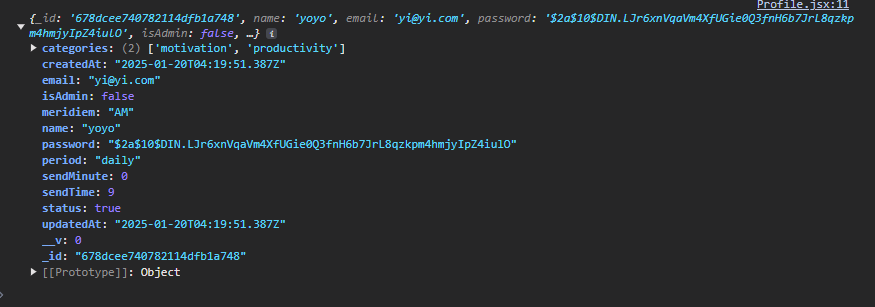 Profile.jsx:11
{_id: '678dcee740782114dfb1a748', name: 'yoyo', email: 'yi@yi.com', password: '$2a$10$DIN.LJr6xnVqaVm4XfUGie0Q3fnH6b7JrL8qzkp
m4hmjyIpZ4iulO', isAdmin: false, …} i
categories: (2) ['motivation', 'productivity']
createdAt: "2025-01-20T04:19:51.387Z"
email: "yi@yi.com"
isAdmin: false
meridiem: "AM"
name: "yoyo"
password: "$2a$10$DIN.LJr6xnVqaVm4XfUGie0Q3fnH6b7JrL8qzkpm4hmjyIpZ4iulO"
period: "daily"
sendMinute: 0
sendTime: 9
status: true
updatedAt: "2025-01-20T04:19:51.387Z"
__v: 0
_id: "678dcee740782114dfb1a748"
[[Prototype]]: Object